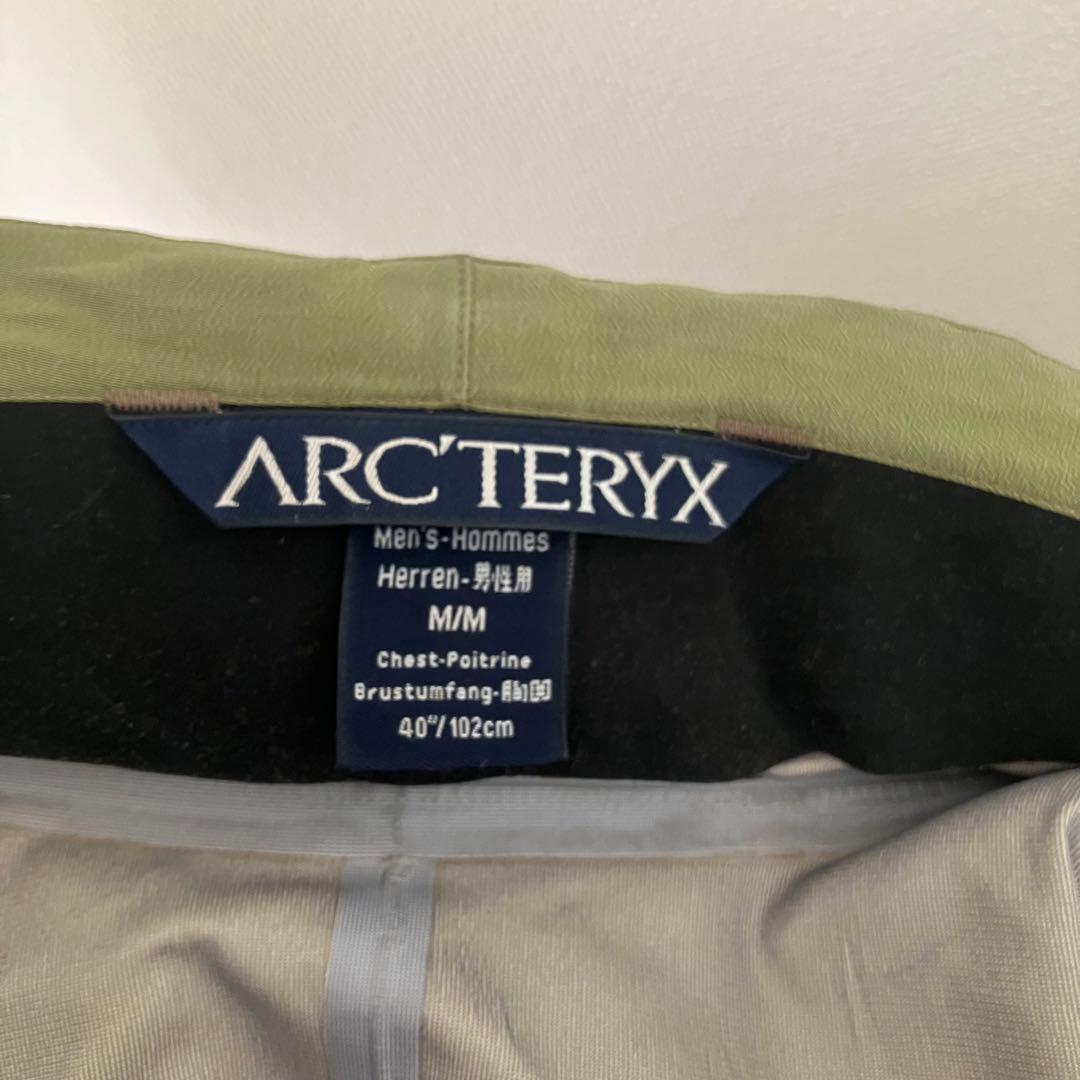 ARC'TERYX
Men's-Hommes
Herren-男性用
M/M
Chest-Poitrine
Brustumfang-胸囲
40"/102cm